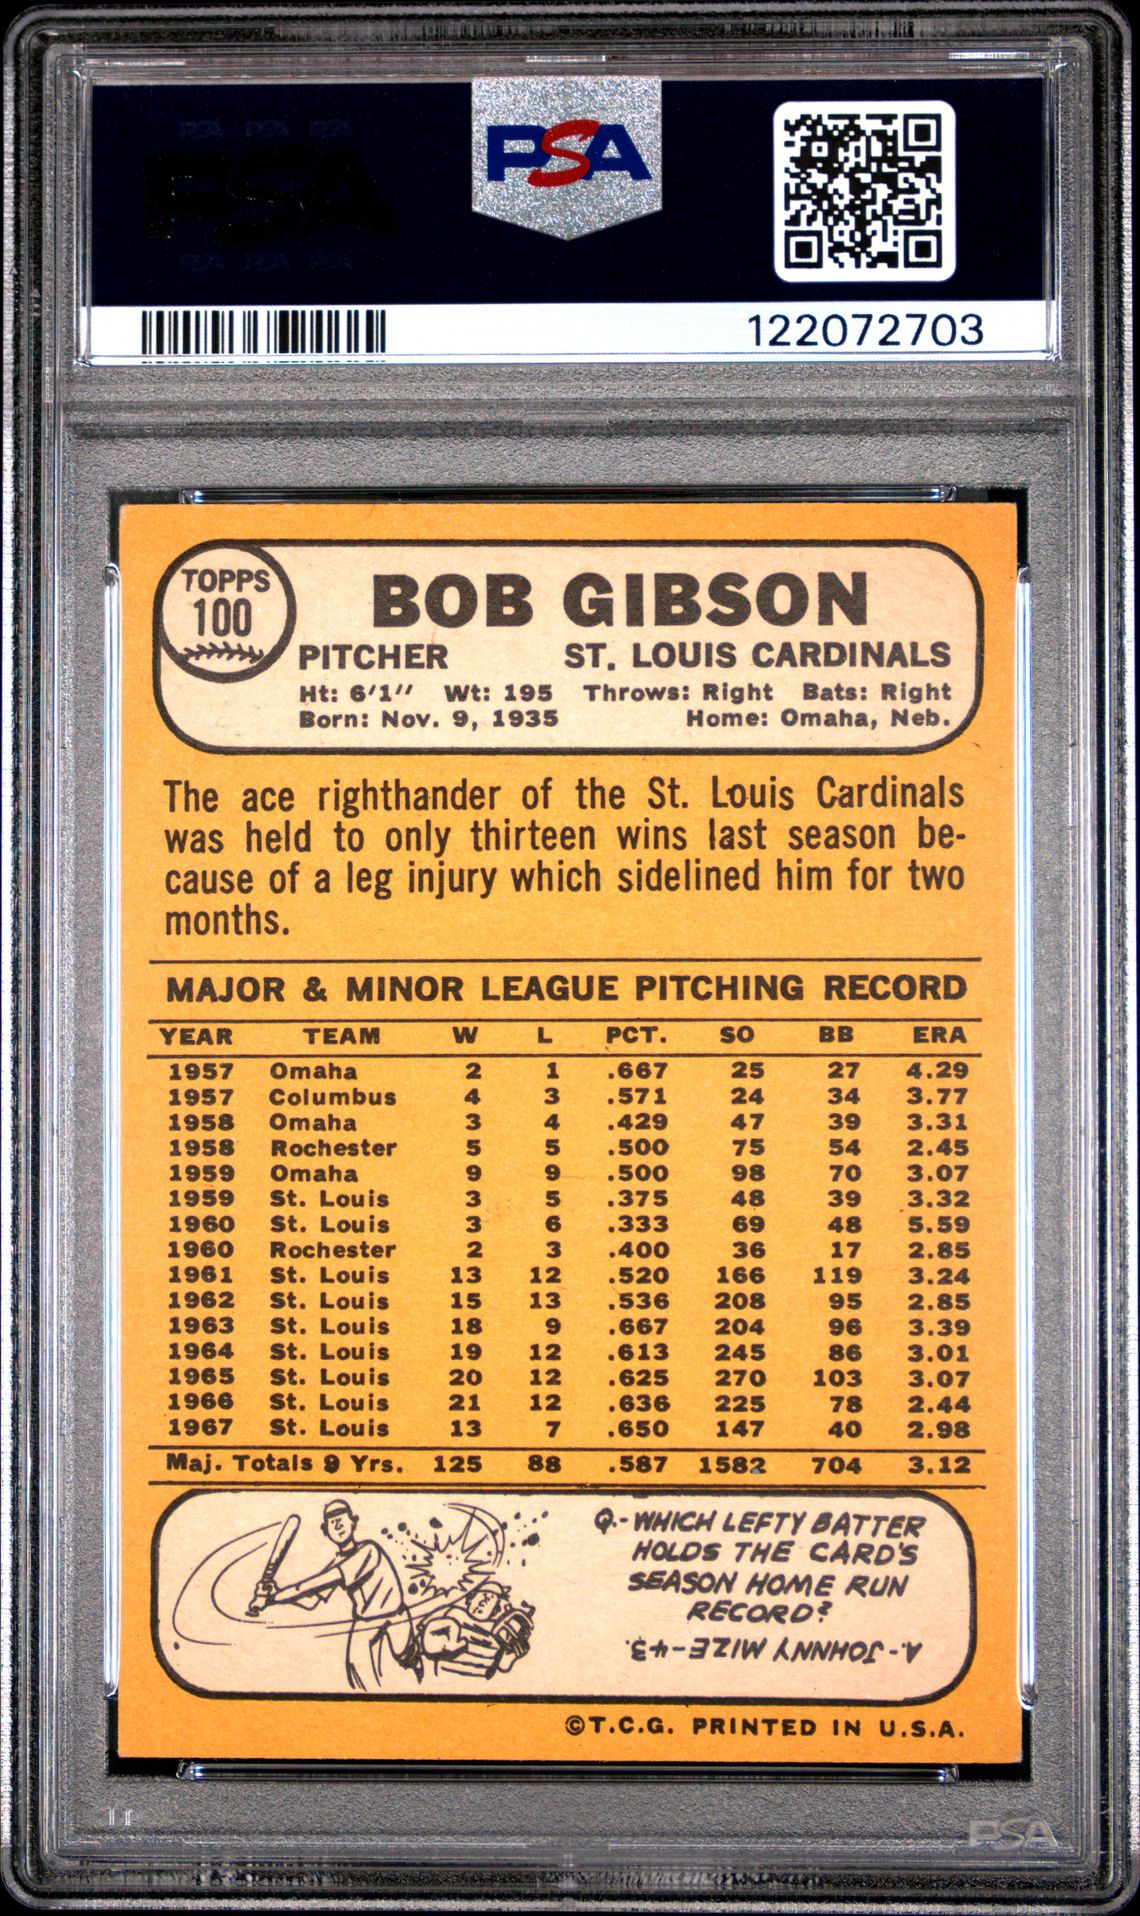 PSA PSA PSA
PSA
PSA PSA PSA
PSA
122072703
TOPPS
100
BOB GIBSON
PITCHER ST. LOUIS CARDINALS
Ht: 6'1" Wt: 195 Throws: Right Bats: Right
Born: Nov. 9, 1935 Home: Omaha, Neb.
The ace righthander of the St. Louis Cardinals
was held to only thirteen wins last season be-
cause of a leg injury which sidelined him for two
months.
MAJOR & MINOR LEAGUE PITCHING RECORD
YEAR TEAM W L PCT. SO BB ERA
1957 Omaha 2 1 .667 25 27 4.29
1957 Columbus 4 3 .571 24 34 3.77
1958 Omaha 3 4 .429 47 39 3.31
1958 Rochester 5 5 .500 75 54 2.45
1959 Omaha 9 9 .500 98 70 3.07
1959 St. Louis 3 5 .375 48 39 3.32
1960 St. Louis 3 6 .333 69 48 5.59
1960 Rochester 2 3 .400 36 17 2.85
1961 St. Louis 13 12 .520 166 119 3.24
1962 St. Louis 15 13 .536 208 95 2.85
1963 St. Louis 18 9 .667 204 96 3.39
1964 St. Louis 19 12 .613 245 86 3.01
1965 St. Louis 20 12 .625 270 103 3.07
1966 St. Louis 21 12 .636 225 78 2.44
1967 St. Louis 13 7 .650 147 40 2.98
Maj. Totals 9 Yrs. 125 88 .587 1582 704 3.12
Q.-WHICH LEFTY BATTER
HOLDS THE CARD'S
SEASON HOME RUN
RECORD?
A.-JOHNNY MIZE-43.
©T.C.G. PRINTED IN U.S.A.
PSA